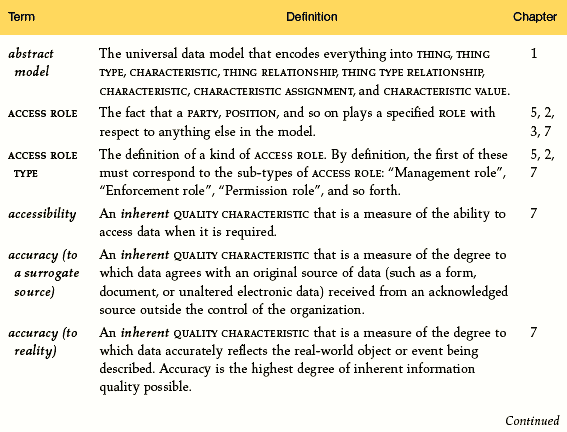 Term Definition Chapter
abstract The universal data model that encodes everything into THING, THING 1
model TYPE, CHARACTERISTIC, THING RELATIONSHIP, THING TYPE RELATIONSHIP,
CHARACTERISTIC, CHARACTERISTIC ASSIGNMENT, and CHARACTERISTIC VALUE.
ACCESS ROLE The fact that a PARTY, POSITION, and so on plays a specified ROLE with 5, 2,
respect to anything else in the model. 3, 7
ACCESS ROLE The definition of a kind of ACCESS ROLE. By definition, the first of these 5, 2,
TYPE must correspond to the sub-types of ACCESS ROLE: “Management role”, 7
“Enforcement role”, “Permission role”, and so forth.
accessibility An inherent QUALITY CHARACTERISTIC that is a measure of the ability to 7
access data when it is required.
accuracy (to An inherent QUALITY CHARACTERISTIC that is a measure of the degree to
a surrogate which data agrees with an original source of data (such as a form,
source) document, or unaltered electronic data) received from an acknowledged
source outside the control of the organization.
accuracy (to An inherent QUALITY CHARACTERISTIC that is a measure of the degree to 7
reality) which data accurately reflects the real-world object or event being
described. Accuracy is the highest degree of inherent information
quality possible.
Continued